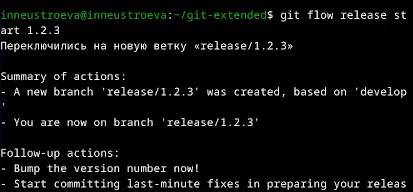 inneustroeva@inneustroeva:~/git-extended$ git flow release st
art 1.2.3
Переключились на новую ветку «release/1.2.3»
Summary of actions:
- A new branch 'release/1.2.3' was created, based on 'develop
'
- You are now on branch 'release/1.2.3'
Follow-up actions:
- Bump the version number now!
- Start committing last-minute fixes in preparing your releas